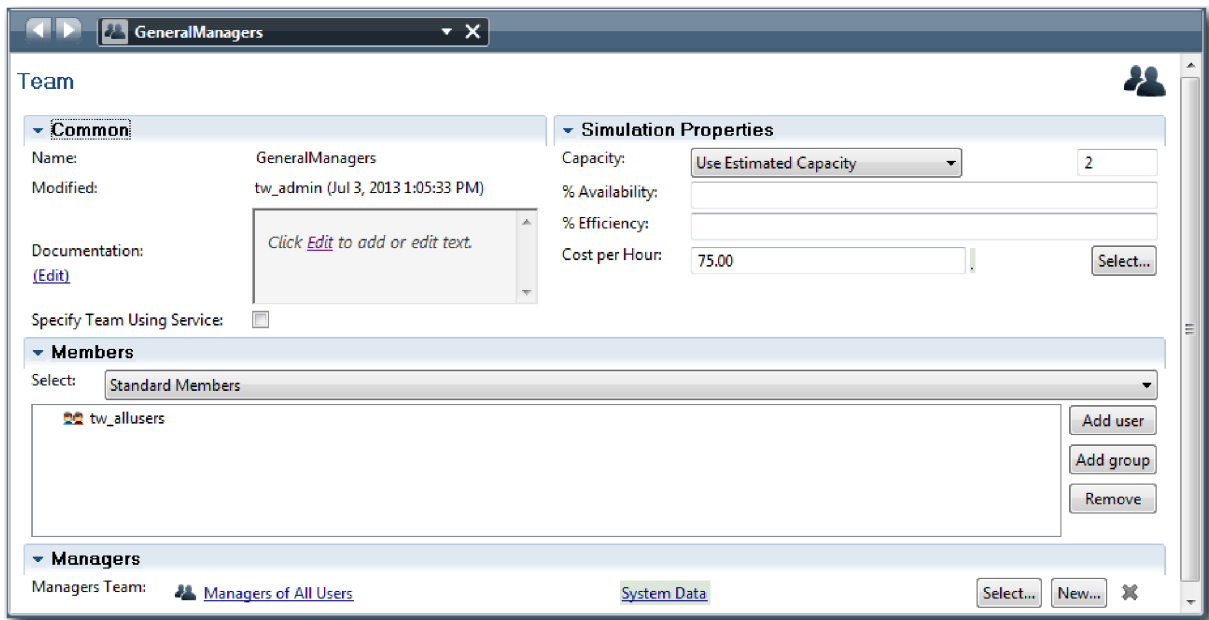 GeneralManagers
Team
Common
Name: GeneralManagers
Modified: tw_admin (Jul 3, 2013 1:05:33 PM)
Documentation:
(Edit)
Click Edit to add or edit text.
Specify Team Using Service:
Simulation Properties
Capacity: Use Estimated Capacity 2
% Availability:
% Efficiency:
Cost per Hour: 75.00 . Select...
Members
Select: Standard Members
tw_allusers
Add user
Add group
Remove
Managers
Managers Team: Managers of All Users System Data Select... New...